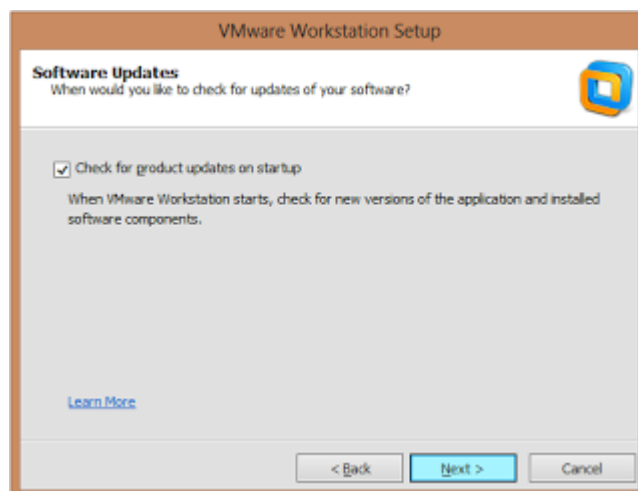 VMware Workstation Setup
Software Updates
When would you like to check for updates of your software?
Check for product updates on startup
When VMware Workstation starts, check for new versions of the application and installed
software components.
Learn More
< Back
Next >
Cancel